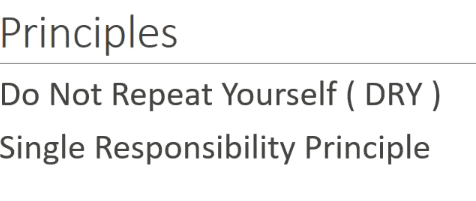 Principles
Do Not Repeat Yourself ( DRY )
Single Responsibility Principle